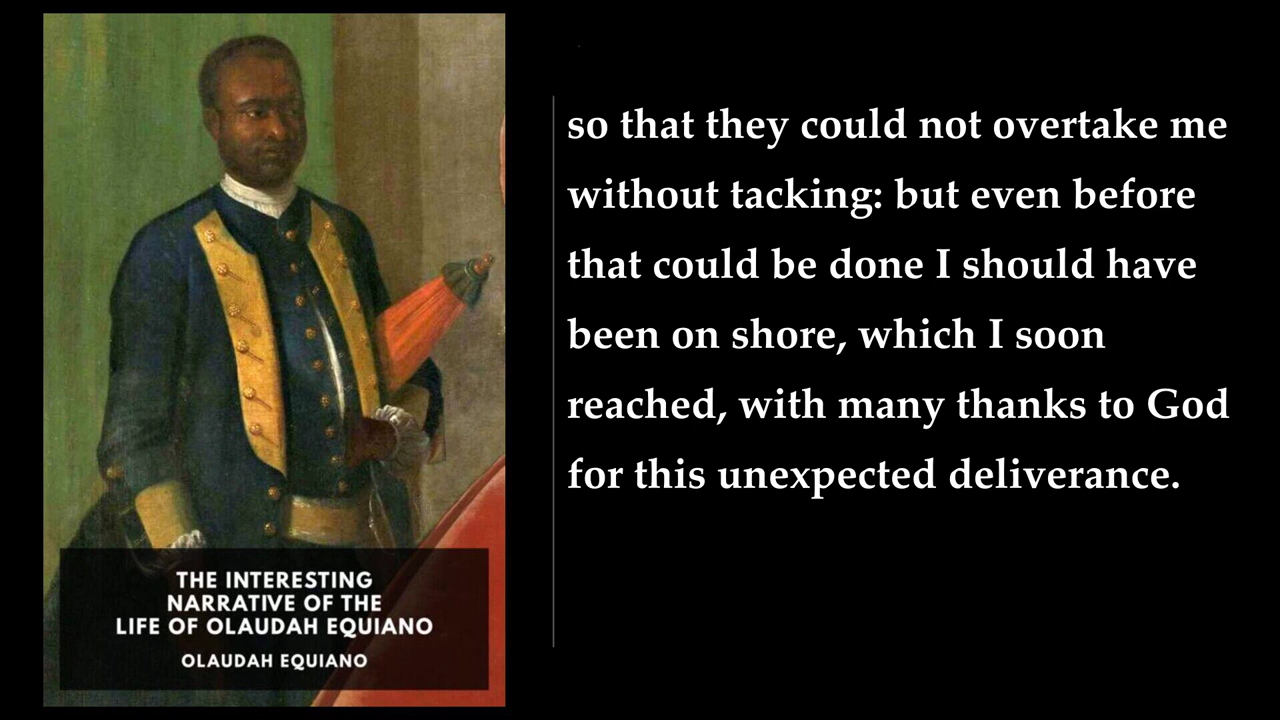 so that they could not overtake me
without tacking: but even before
that could be done I should have
been on shore, which I soon
reached, with many thanks to God
for this unexpected deliverance.
THE INTERESTING
NARRATIVE OF THE
LIFE OF OLAUDAH EQUIANO
OLAUDAH EQUIANO